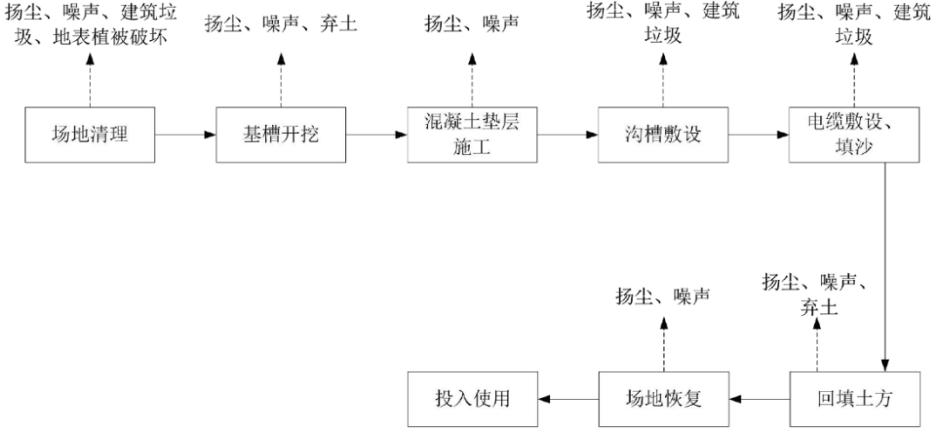 扬尘、噪声、建筑垃
圾、地表植被破坏
扬尘、噪声、弃土
扬尘、噪声
扬尘、噪声、建筑
垃圾
扬尘、噪声、建筑
垃圾
场地清理
基槽开挖
混凝土垫层
施工
沟槽敷设
电缆敷设、
填沙
扬尘、噪声
扬尘、噪声、
弃土
投入使用
场地恢复
回填土方